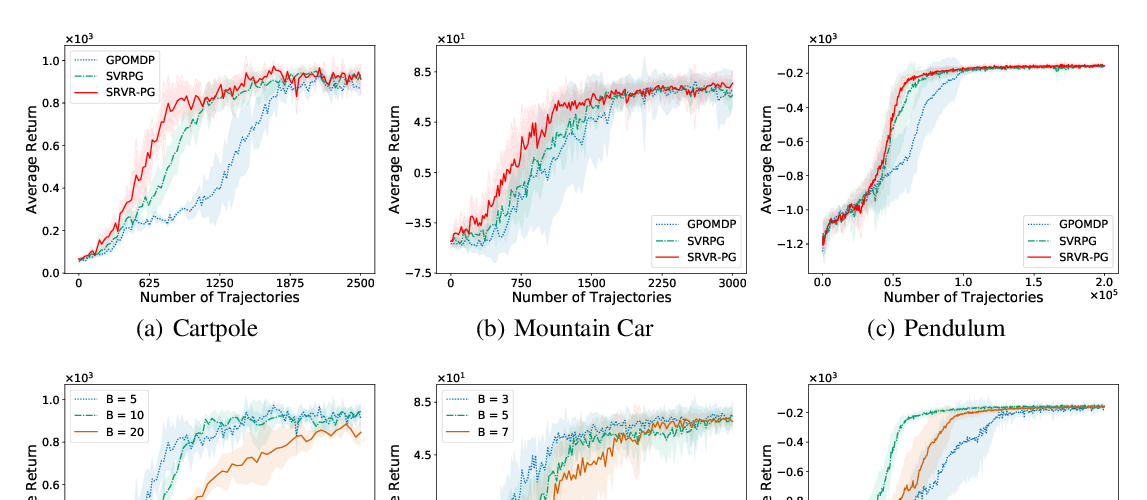 ×10³
1.0
0.8
0.6
0.4
0.2
0.0
Average Return
GPOMDP
SVRPG
SRVR-PG
0 625 1250 1875 2500
Number of Trajectories
(a) Cartpole
×10¹
8.5
4.5
0.5
−3.5
−7.5
Average Return
GPOMDP
SVRPG
SRVR-PG
0 750 1500 2250 3000
Number of Trajectories
(b) Mountain Car
×10³
−0.2
−0.4
−0.6
−0.8
−1.0
−1.2
Average Return
GPOMDP
SVRPG
SRVR-PG
0.0 0.5 1.0 1.5 2.0
×10⁵
Number of Trajectories
(c) Pendulum
×10³
1.0
0.8
0.6
Return
B = 5
B = 10
B = 20
×10¹
8.5
4.5
Return
B = 3
B = 5
B = 7
×10³
−0.2
−0.4
−0.6
Return